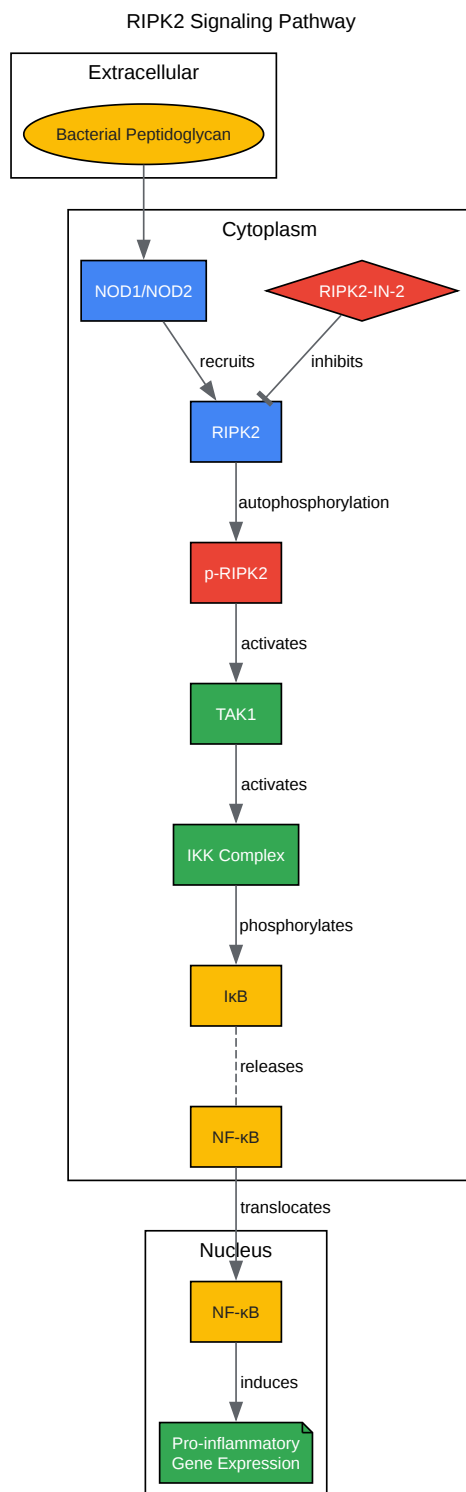 RIPK2 Signaling Pathway
Extracellular
Bacterial Peptidoglycan
Cytoplasm
NOD1/NOD2
RIPK2-IN-2
recruits
inhibits
RIPK2
autophosphorylation
p-RIPK2
activates
TAK1
activates
IKK Complex
phosphorylates
IκB
releases
NF-κB
translocates
Nucleus
NF-κB
induces
Pro-inflammatory
Gene Expression